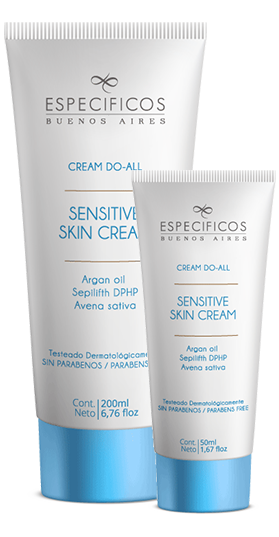 ESPECIFICOS
BUENOS AIRES
CREAM DO-ALL
SENSITIVE
SKIN CREAM
Argan oil
Sepilifth DPHP
Avena sativa
Testeado Dermatológicamente
SIN PARABENOS / PARABENS
Cont. 200ml
Neto 6,76 floz
ESPECIFICOS
BUENOS AIRES
CREAM DO-ALL
SENSITIVE
SKIN CREAM
Argan oil
Sepilifth DPHP
Avena sativa
Testeado Dermatológicamente
SIN PARABENOS / PARABENS FREE
Cont. 50ml
Neto 1,67 floz